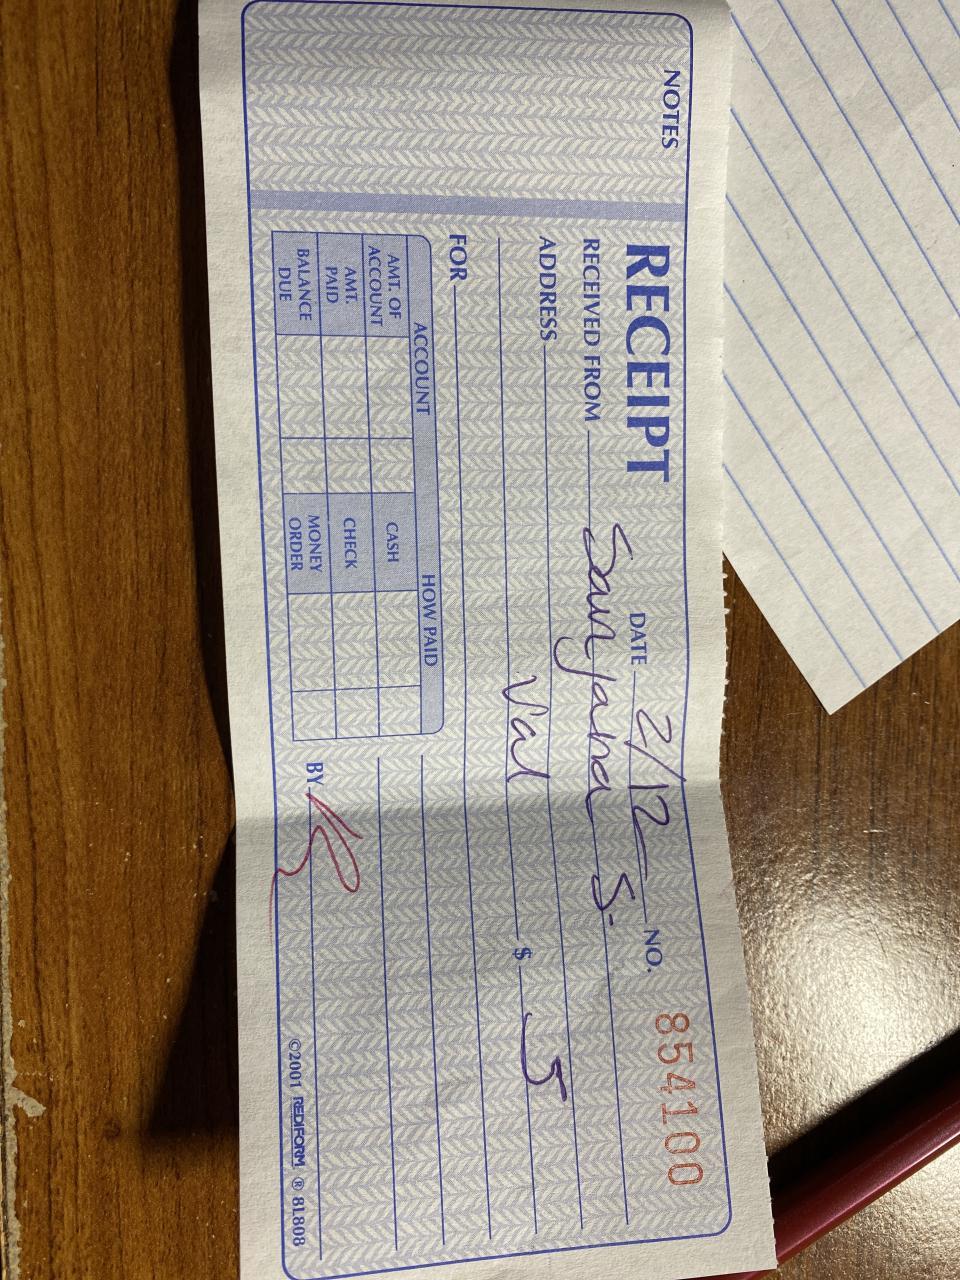 NOTES
RECEIPT DATE 2/12 NO. 854100
RECEIVED FROM Sanjana S.
ADDRESS
Val $ 5
FOR
ACCOUNT HOW PAID
AMT. OF ACCOUNT CASH
AMT. PAID CHECK
BALANCE DUE MONEY ORDER
BY
©2001 REDIFORM ® 8L808